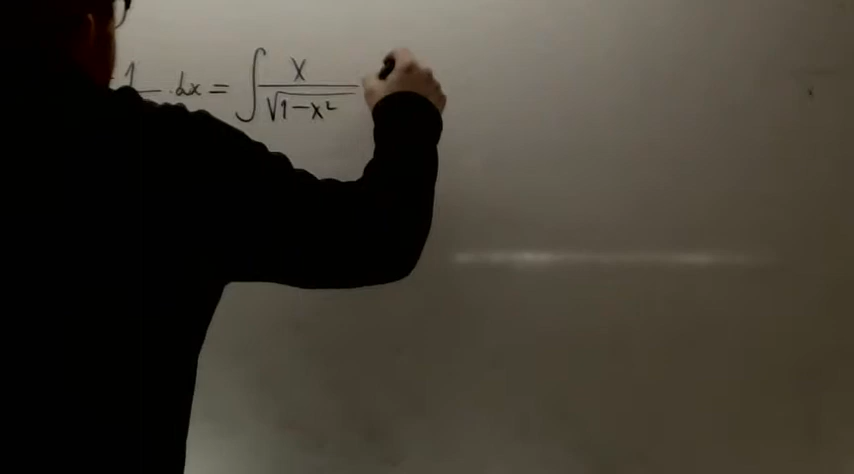 1/ . dx = ∫ x/√(1-x²)